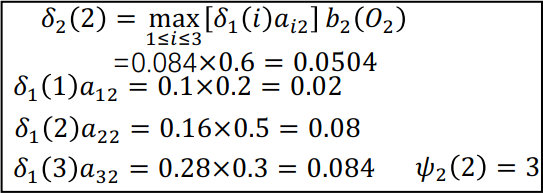 δ₂(2) = max[δ₁(i)aᵢ₂] b₂(O₂)
1≤i≤3
=0.084×0.6 = 0.0504
δ₁(1)a₁₂ = 0.1×0.2 = 0.02
δ₁(2)a₂₂ = 0.16×0.5 = 0.08
δ₁(3)a₃₂ = 0.28×0.3 = 0.084 ψ₂(2) = 3